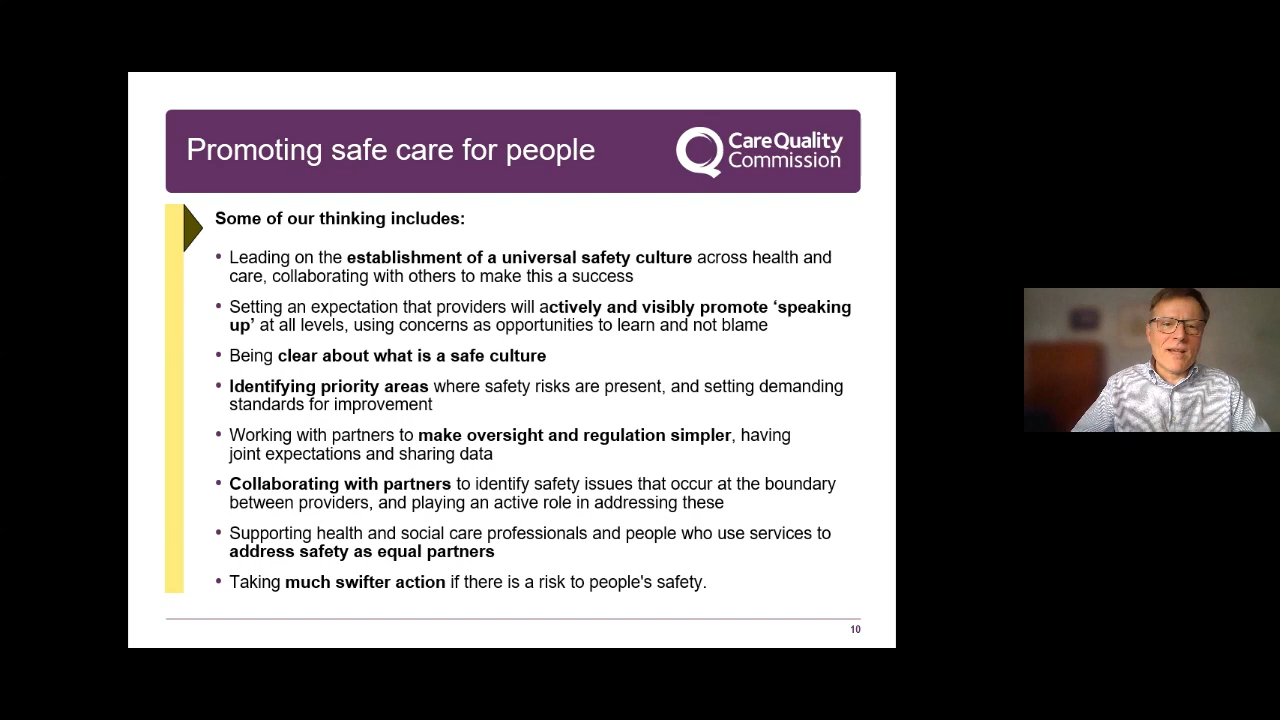 Promoting safe care for people
CareQuality
Commission
Some of our thinking includes:
• Leading on the establishment of a universal safety culture across health and
care, collaborating with others to make this a success
• Setting an expectation that providers will actively and visibly promote ‘speaking
up’ at all levels, using concerns as opportunities to learn and not blame
• Being clear about what is a safe culture
• Identifying priority areas where safety risks are present, and setting demanding
standards for improvement
• Working with partners to make oversight and regulation simpler, having
joint expectations and sharing data
• Collaborating with partners to identify safety issues that occur at the boundary
between providers, and playing an active role in addressing these
• Supporting health and social care professionals and people who use services to
address safety as equal partners
• Taking much swifter action if there is a risk to people's safety.
10